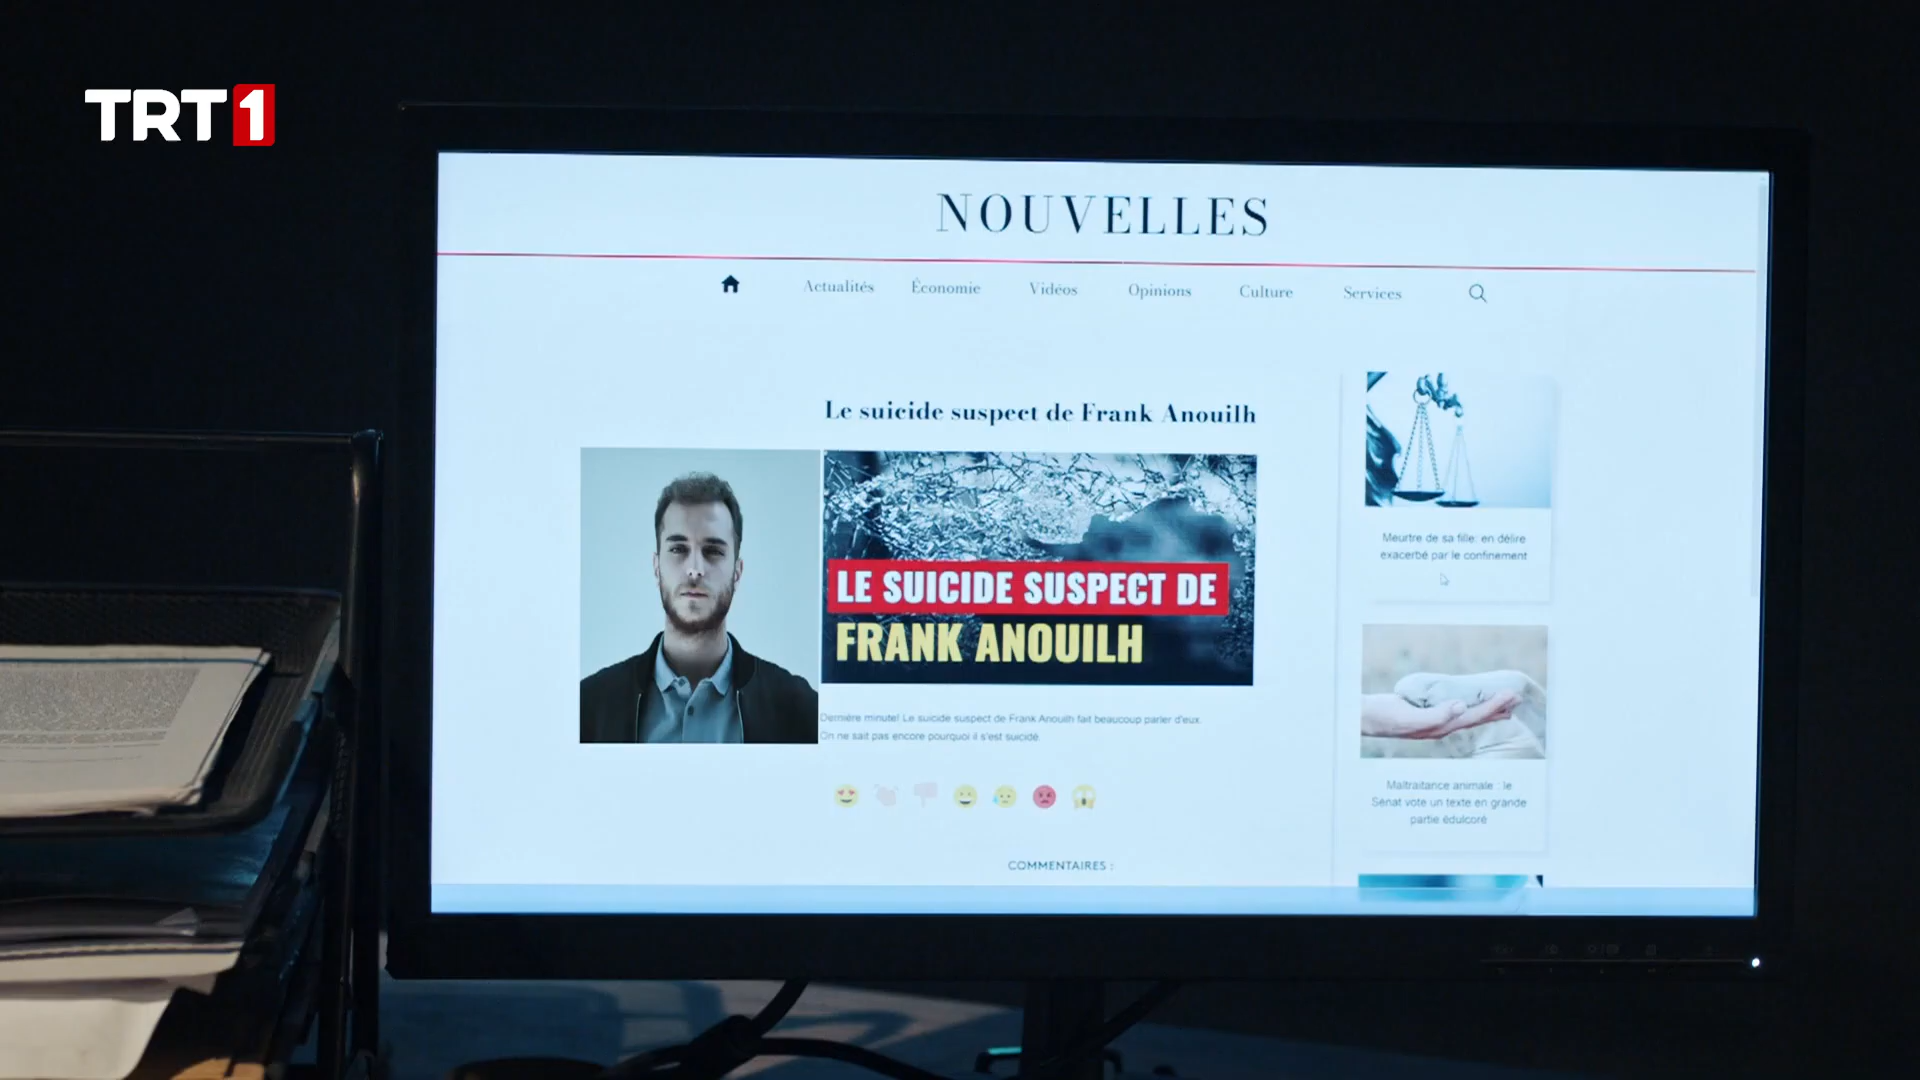 TRT 1
NOUVELLES
Actualités Économie Vidéos Opinions Culture Services
Le suicide suspect de Frank Anouilh
LE SUICIDE SUSPECT DE
FRANK ANOUILH
Dernière minute! Le suicide suspect de Frank Anouilh fait beaucoup parler d'eux.
On ne sait pas encore pourquoi il s'est suicidé.
COMMENTAIRES :
Meurtre de sa fille: en délire
exacerbé par le confinement
Maltraitance animale : le
Sénat vote un texte en grande
partie édulcoré